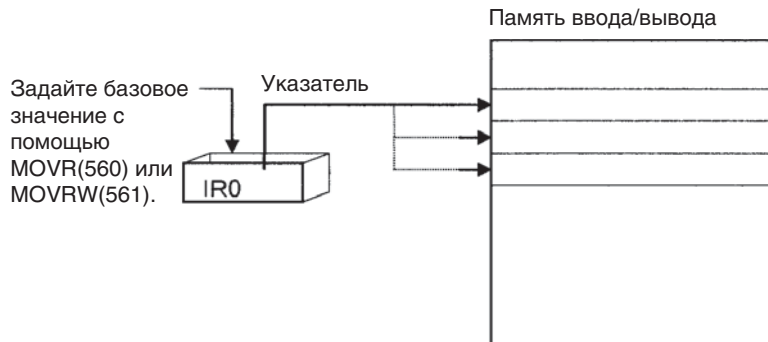 Память ввода/вывода
Задайте базовое
значение с
помощью
MOVR(560) или
MOVRW(561).
Указатель
IR0